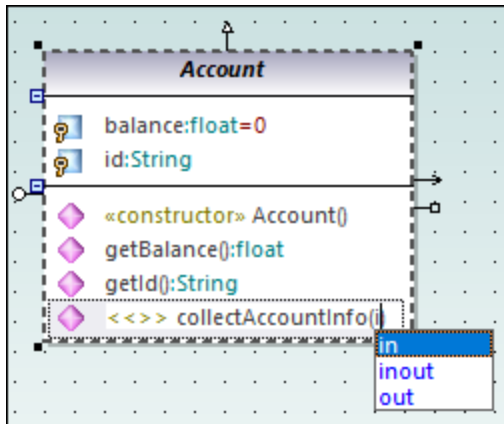 Account
balance:float=0
id:String
«constructor» Account()
getBalance():float
getId():String
<<>> collectAccountInfo(i)
in
inout
out